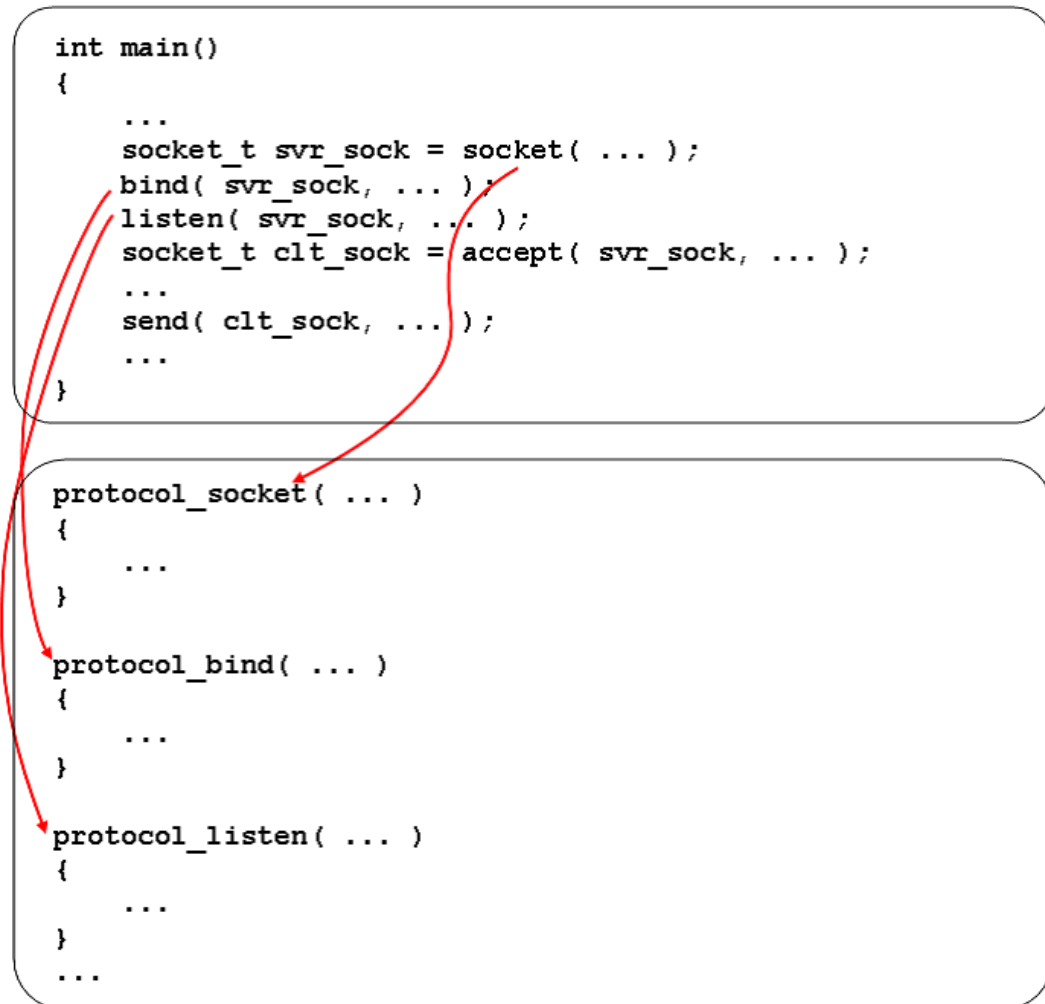 int main()
{
...
socket_t svr_sock = socket( ... );
bind( svr_sock, ... );
listen( svr_sock, ... );
socket_t clt_sock = accept( svr_sock, ... );
...
send( clt_sock, ... );
...
}
protocol_socket( ... )
{
...
}
protocol_bind( ... )
{
...
}
protocol_listen( ... )
{
...
}
...